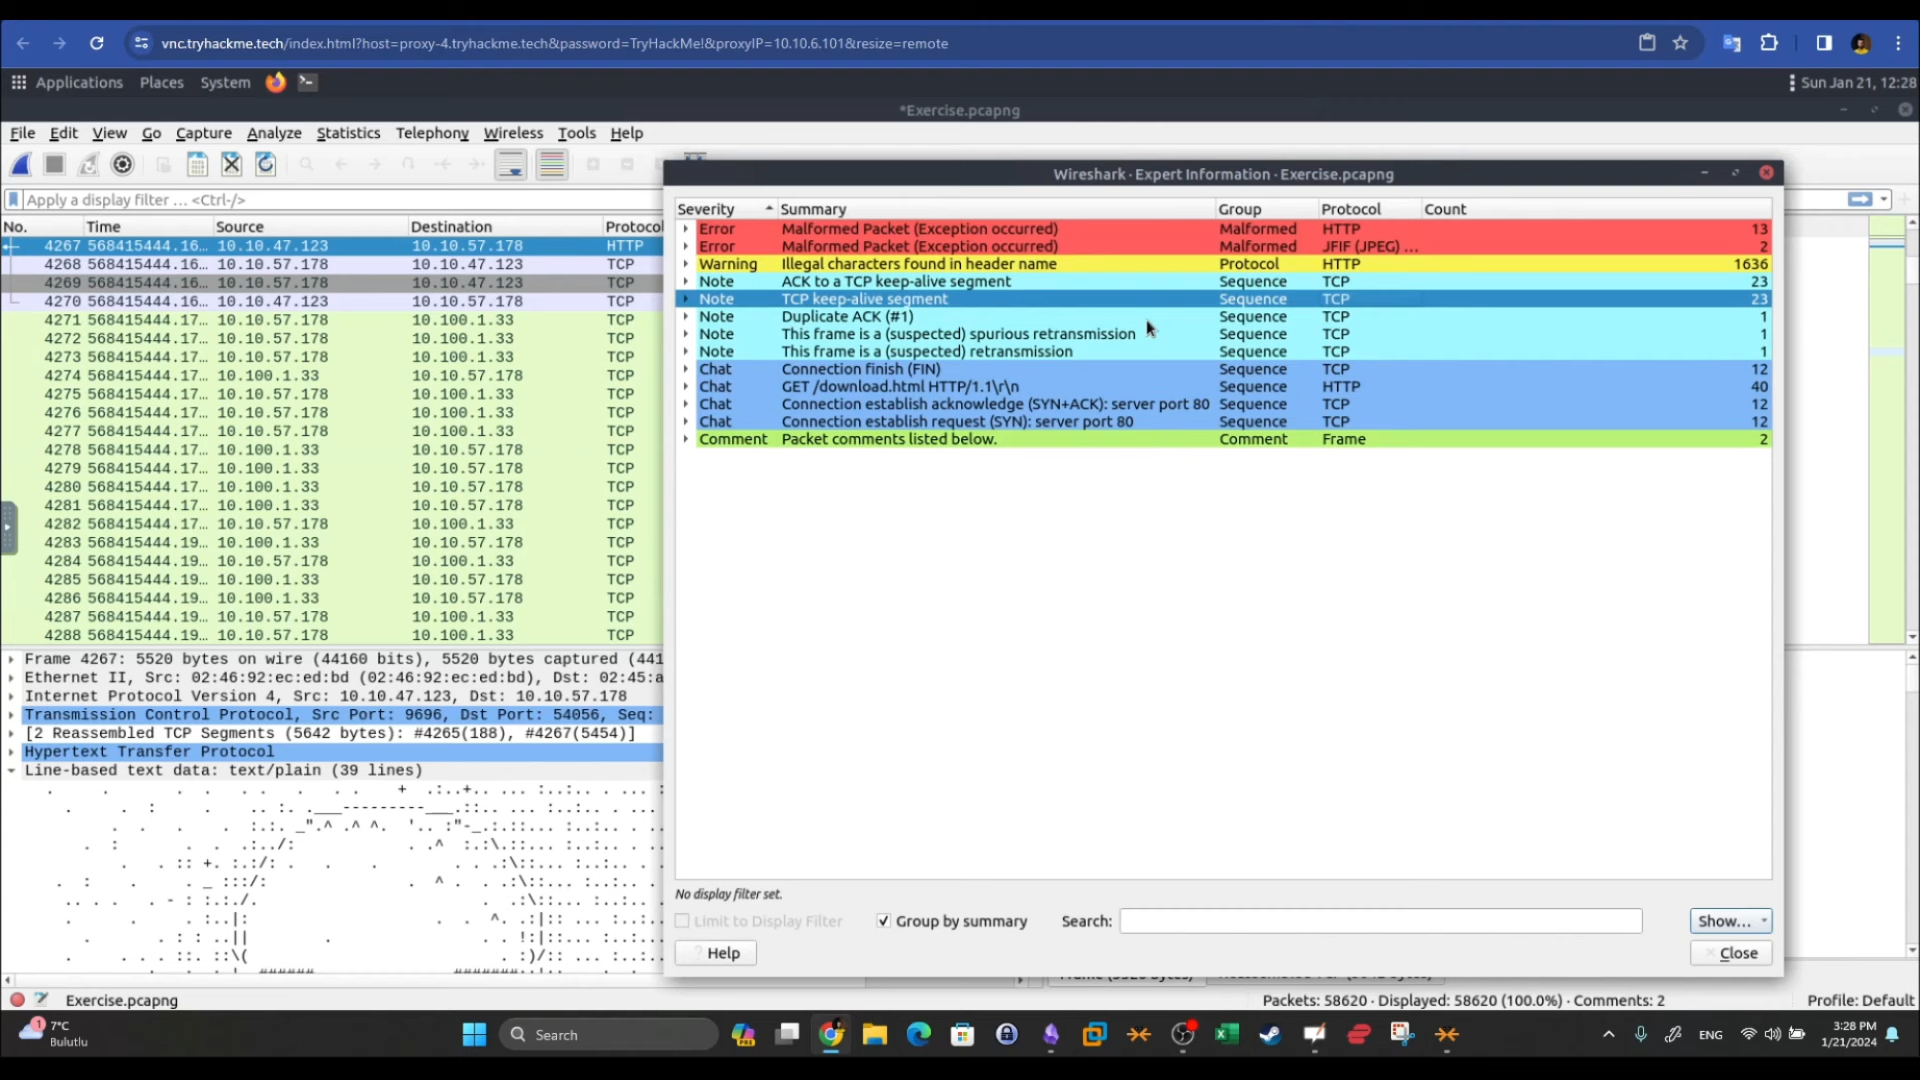 vnc.tryhackme.tech/index.html?host=proxy-4.tryhackme.tech&password=TryHackMe!&proxyIP=10.10.6.101&resize=remote
Applications Places System Sun Jan 21, 12:28
*Exercise.pcapng
File Edit View Go Capture Analyze Statistics Telephony Wireless Tools Help
Apply a display filter … <Ctrl-/>
No. Time Source Destination Protocol
4267 568415444.16… 10.10.47.123 10.10.57.178 HTTP
4268 568415444.16… 10.10.57.178 10.10.47.123 TCP
4269 568415444.16… 10.10.57.178 10.10.47.123 TCP
4270 568415444.16… 10.10.47.123 10.10.57.178 TCP
4271 568415444.17… 10.10.57.178 10.100.1.33 TCP
4272 568415444.17… 10.10.57.178 10.100.1.33 TCP
4273 568415444.17… 10.10.57.178 10.100.1.33 TCP
4274 568415444.17… 10.100.1.33 10.10.57.178 TCP
4275 568415444.17… 10.10.57.178 10.100.1.33 TCP
4276 568415444.17… 10.10.57.178 10.100.1.33 TCP
4277 568415444.17… 10.10.57.178 10.100.1.33 TCP
4278 568415444.17… 10.100.1.33 10.10.57.178 TCP
4279 568415444.17… 10.10.57.178 10.100.1.33 TCP
4280 568415444.17… 10.100.1.33 10.10.57.178 TCP
4281 568415444.17… 10.100.1.33 10.10.57.178 TCP
4282 568415444.17… 10.10.57.178 10.100.1.33 TCP
4283 568415444.19… 10.100.1.33 10.10.57.178 TCP
4284 568415444.19… 10.10.57.178 10.100.1.33 TCP
4285 568415444.19… 10.100.1.33 10.10.57.178 TCP
4286 568415444.19… 10.100.1.33 10.10.57.178 TCP
4287 568415444.19… 10.10.57.178 10.100.1.33 TCP
4288 568415444.19… 10.10.57.178 10.100.1.33 TCP
Frame 4267: 5520 bytes on wire (44160 bits), 5520 bytes captured (441
Ethernet II, Src: 02:46:92:ec:ed:bd (02:46:92:ec:ed:bd), Dst: 02:45:a
Internet Protocol Version 4, Src: 10.10.47.123, Dst: 10.10.57.178
Transmission Control Protocol, Src Port: 9696, Dst Port: 54056, Seq:
[2 Reassembled TCP Segments (5642 bytes): #4265(188), #4267(5454)]
Hypertext Transfer Protocol
Line-based text data: text/plain (39 lines)
Wireshark · Expert Information · Exercise.pcapng
Severity Summary Group Protocol Count
Error Malformed Packet (Exception occurred) Malformed HTTP 13
Error Malformed Packet (Exception occurred) Malformed JFIF (JPEG) … 2
Warning Illegal characters found in header name Protocol HTTP 1636
Note ACK to a TCP keep-alive segment Sequence TCP 23
Note TCP keep-alive segment Sequence TCP 23
Note Duplicate ACK (#1) Sequence TCP 1
Note This frame is a (suspected) spurious retransmission Sequence TCP 1
Note This frame is a (suspected) retransmission Sequence TCP 1
Chat Connection finish (FIN) Sequence TCP 12
Chat GET /download.html HTTP/1.1\r\n Sequence HTTP 40
Chat Connection establish acknowledge (SYN+ACK): server port 80 Sequence TCP 12
Chat Connection establish request (SYN): server port 80 Sequence TCP 12
Comment Packet comments listed below. Comment Frame 2
No display filter set.
Limit to Display Filter Group by summary Search: Show…
Help Close
Exercise.pcapng Packets: 58620 · Displayed: 58620 (100.0%) · Comments: 2 Profile: Default
7°C
Bulutlu
Search
ENG
3:28 PM
1/21/2024